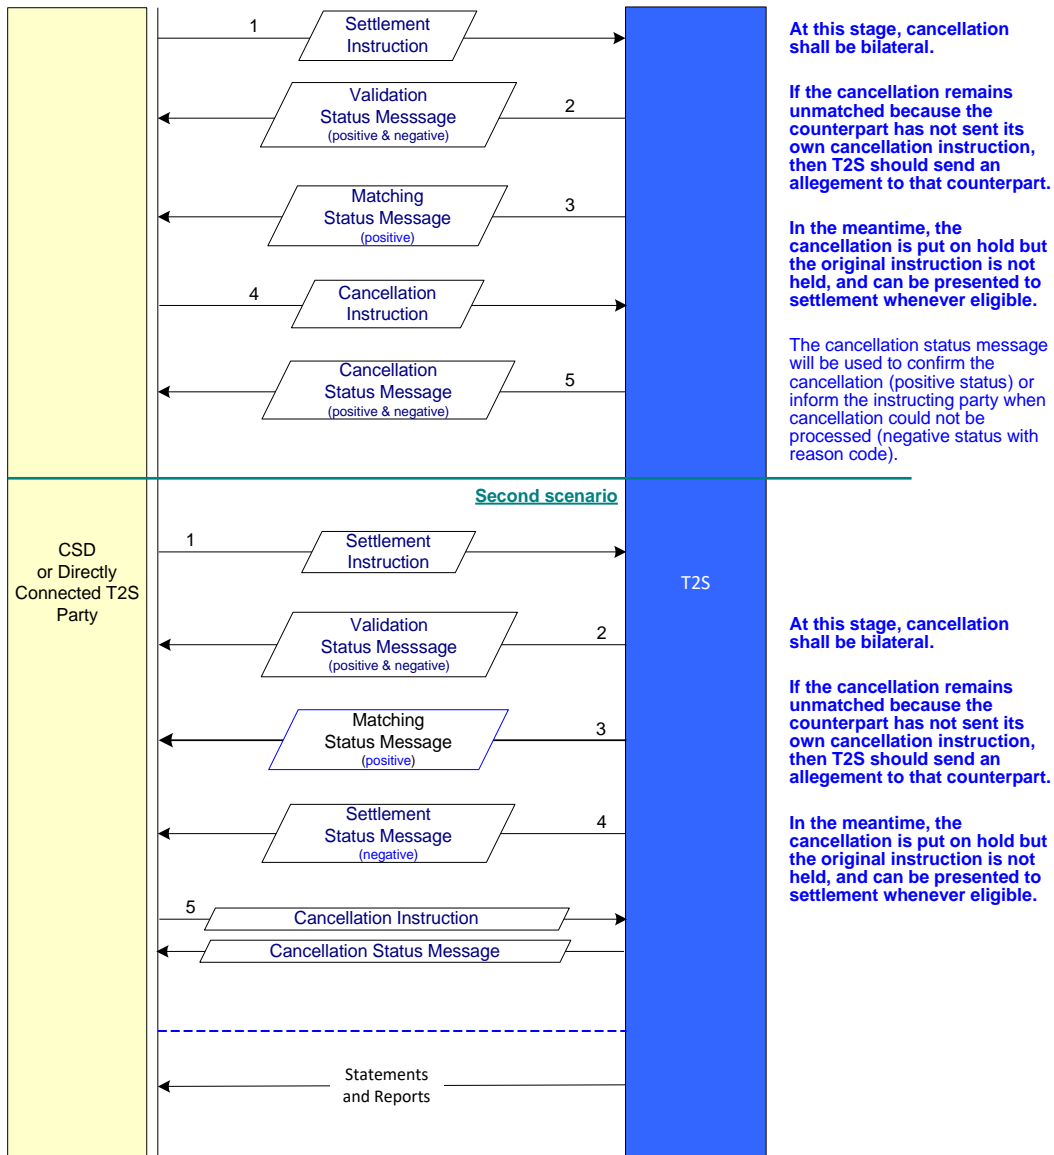 1
Settlement
Instruction
At this stage, cancellation
shall be bilateral.
Validation
Status Messsage
(positive & negative)
2
If the cancellation remains
unmatched because the
counterpart has not sent its
own cancellation instruction,
then T2S should send an
allegement to that counterpart.
Matching
Status Message
(positive)
3
In the meantime, the
cancellation is put on hold but
the original instruction is not
held, and can be presented to
settlement whenever eligible.
4
Cancellation
Instruction
Cancellation
Status Message
(positive & negative)
5
The cancellation status message
will be used to confirm the
cancellation (positive status) or
inform the instructing party when
cancellation could not be
processed (negative status with
reason code).
Second scenario
CSD
or Directly
Connected T2S
Party
1
Settlement
Instruction
T2S
Validation
Status Messsage
(positive & negative)
2
At this stage, cancellation
shall be bilateral.
Matching
Status Message
(positive)
3
If the cancellation remains
unmatched because the
counterpart has not sent its
own cancellation instruction,
then T2S should send an
allegement to that counterpart.
Settlement
Status Message
(negative)
4
In the meantime, the
cancellation is put on hold but
the original instruction is not
held, and can be presented to
settlement whenever eligible.
5
Cancellation Instruction
Cancellation Status Message
Statements
and Reports